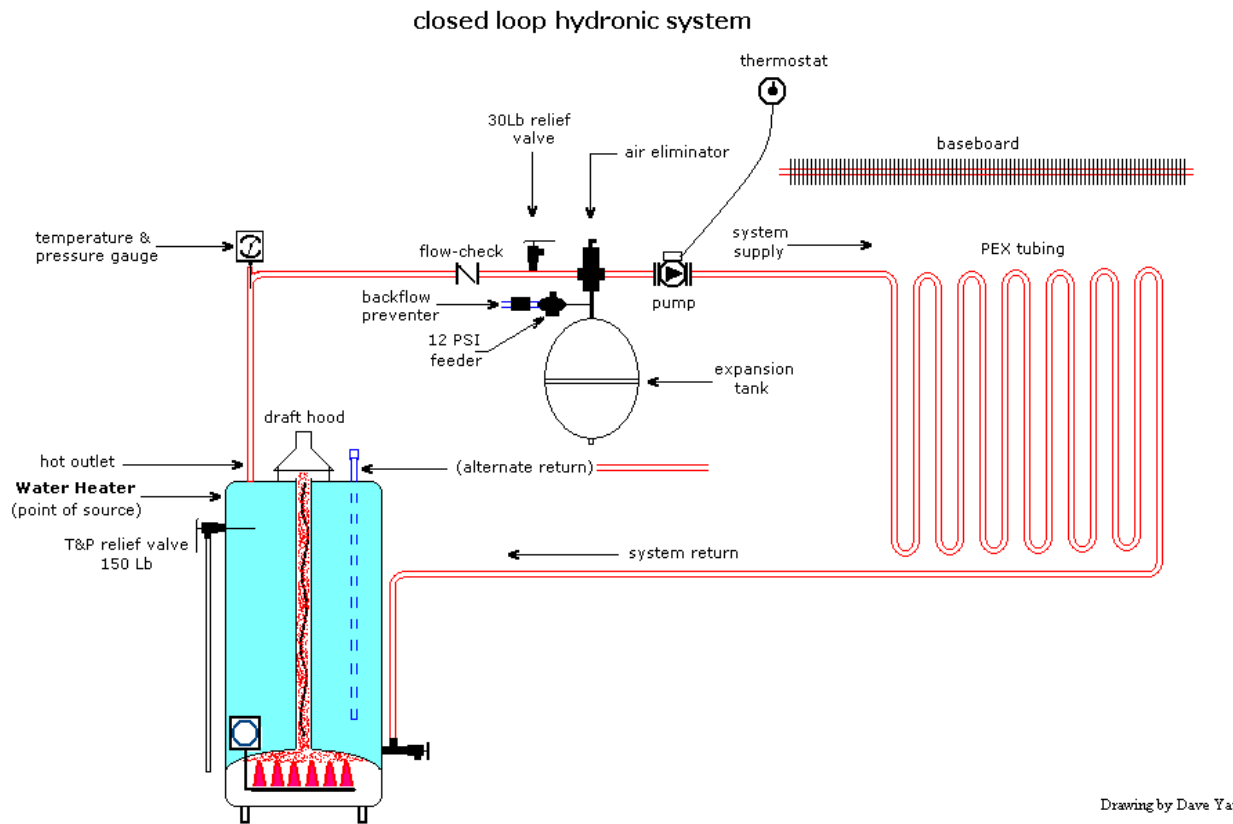 closed loop hydronic system
thermostat
30Lb relief
valve
air eliminator
baseboard
temperature &
pressure gauge
flow-check
system
supply
PEX tubing
backflow
preventer
pump
12 PSI
feeder
expansion
tank
draft hood
hot outlet
(alternate return)
Water Heater
(point of source)
T&P relief valve
150 Lb
system return
Drawing by Dave